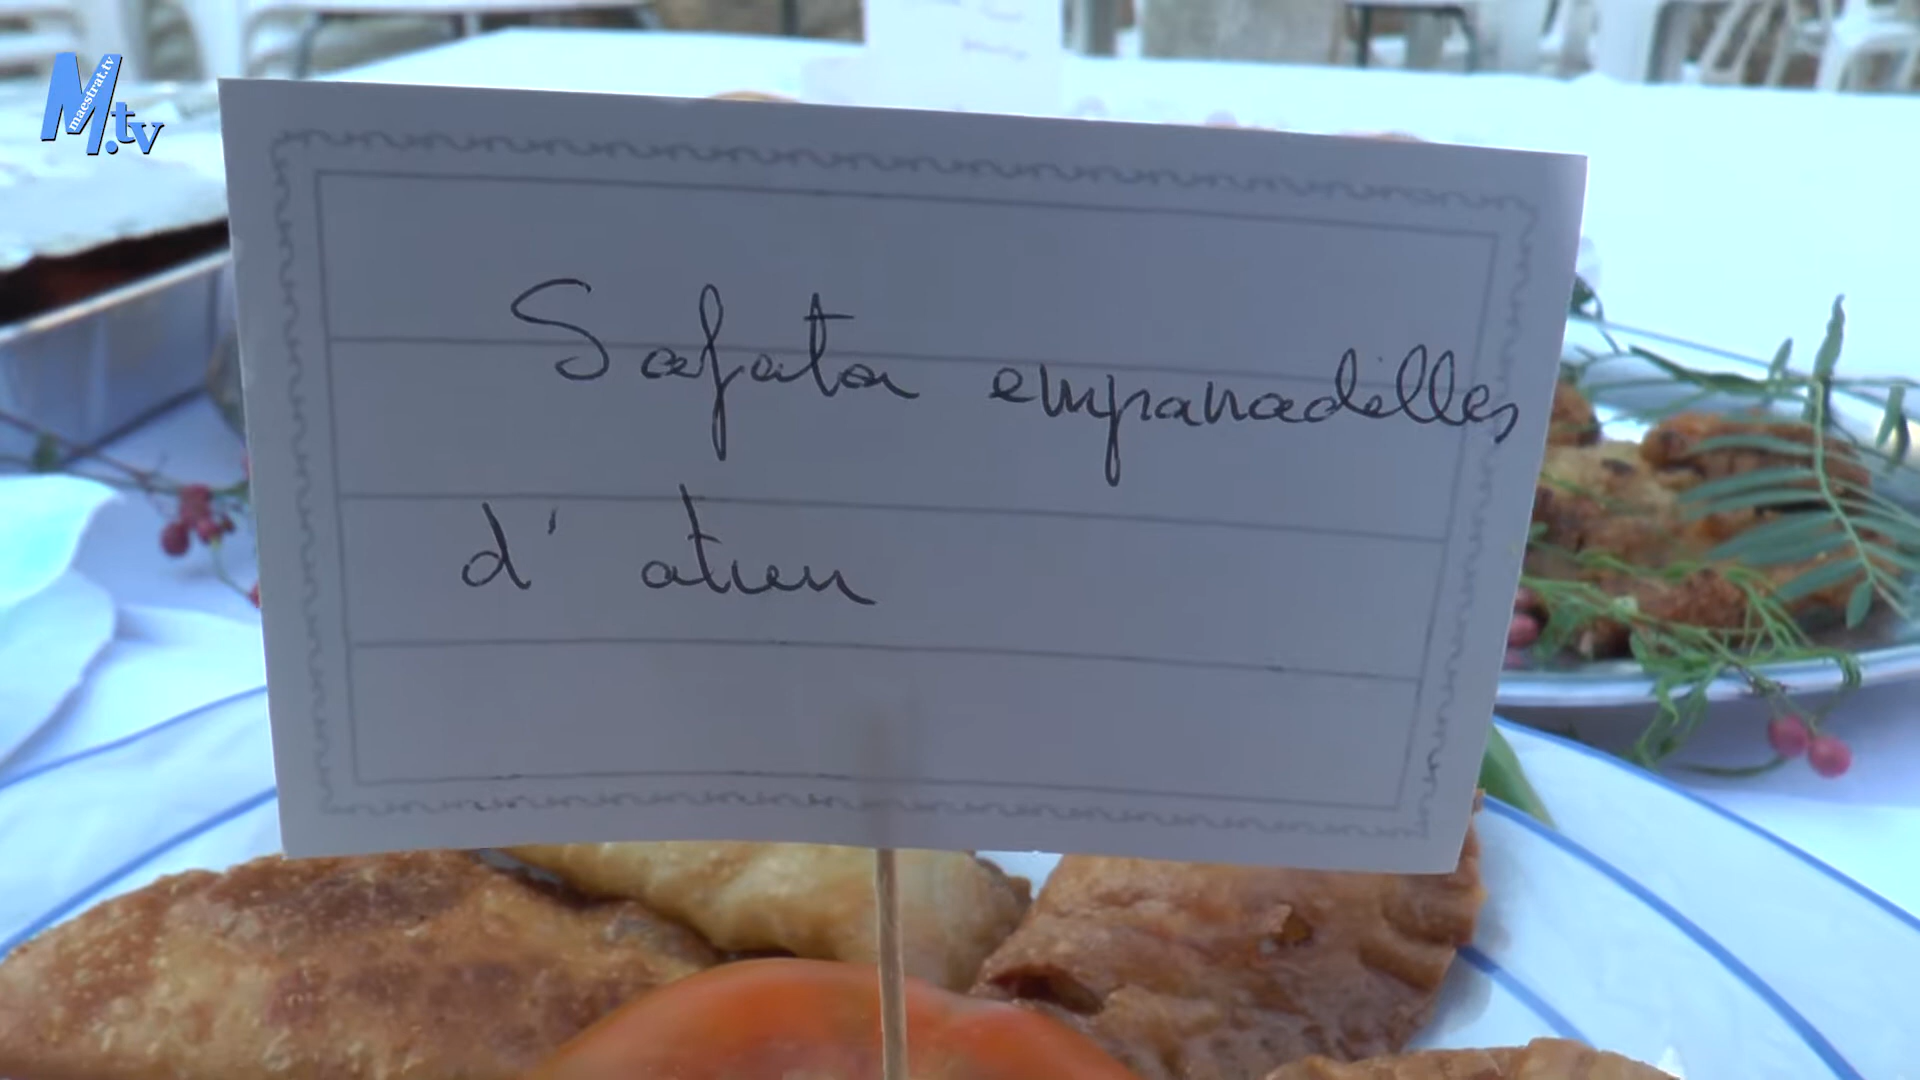 M.tv
maestrat.tv
Safata empanadilles
d' atun